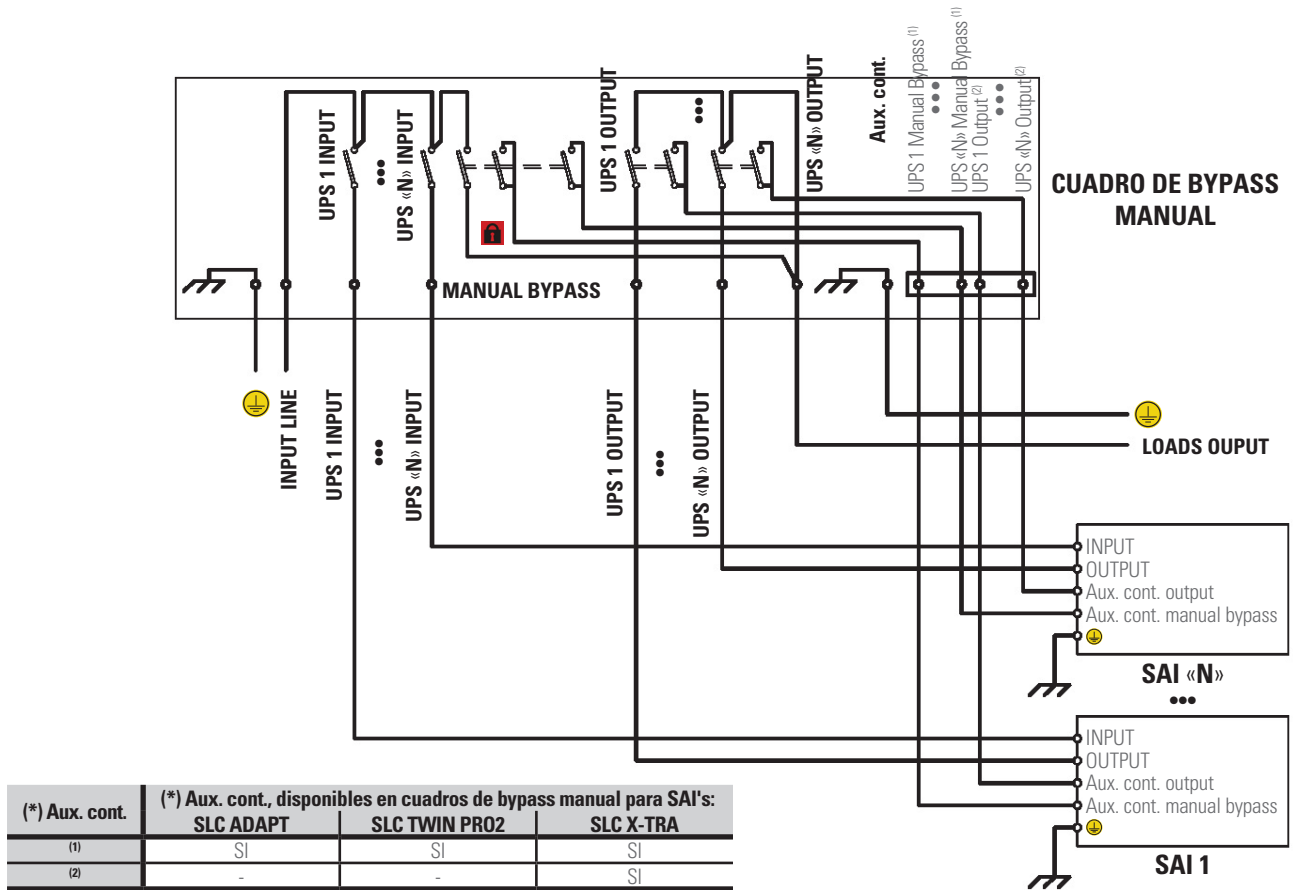 UPS 1 INPUT
•••
UPS «N» INPUT
UPS 1 OUTPUT
•••
UPS «N» OUTPUT
Aux. cont.
UPS 1 Manual Bypass (1)
•••
UPS «N» Manual Bypass (1)
UPS 1 Output (2)
•••
UPS «N» Output (2)
CUADRO DE BYPASS
MANUAL
MANUAL BYPASS
INPUT LINE
UPS 1 INPUT
•••
UPS «N» INPUT
UPS 1 OUTPUT
•••
UPS «N» OUTPUT
LOADS OUPUT
INPUT
OUTPUT
Aux. cont. output
Aux. cont. manual bypass
SAI «N»
•••
INPUT
OUTPUT
Aux. cont. output
Aux. cont. manual bypass
SAI 1
(*) Aux. cont.
(*) Aux. cont., disponibles en cuadros de bypass manual para SAI's:
SLC ADAPT SLC TWIN PRO2 SLC X-TRA
(1) SI SI SI
(2) - - SI